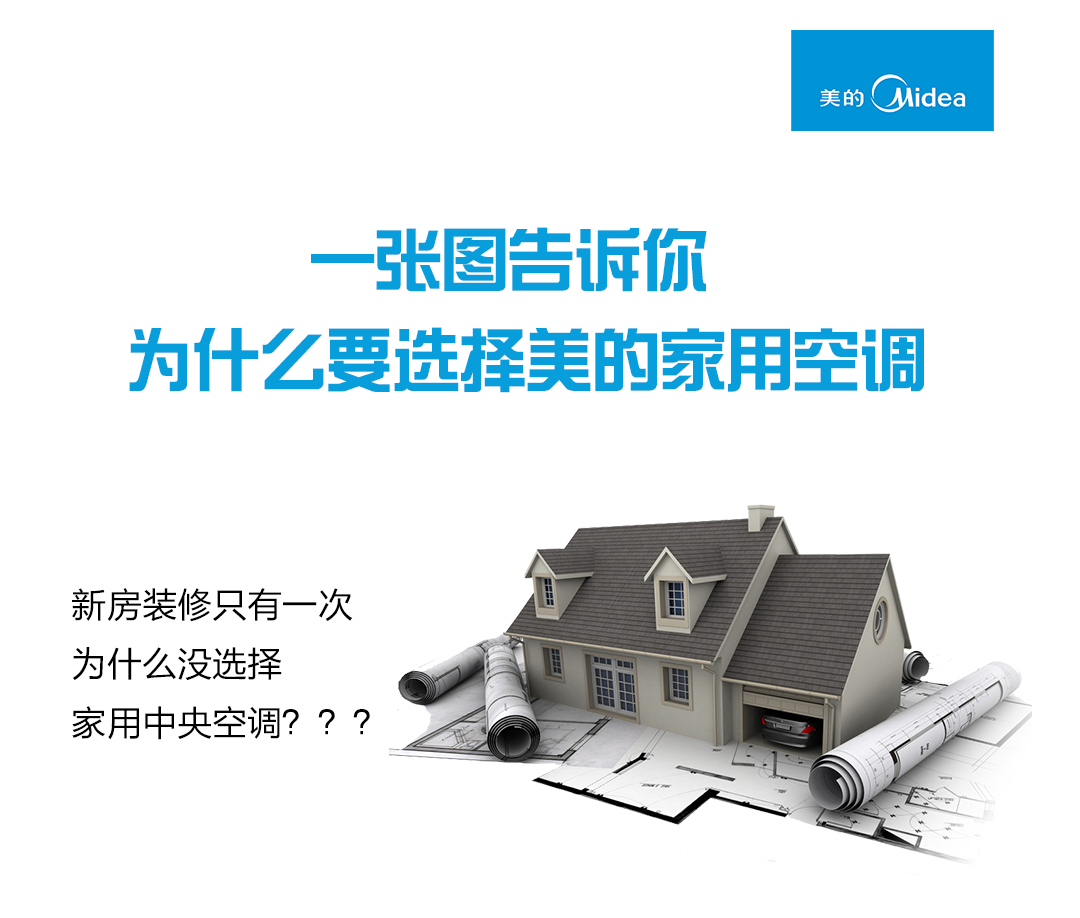 美的 Midea
一张图告诉你
为什么要选择美的家用空调
新房装修只有一次
为什么没选择
家用中央空调？？？